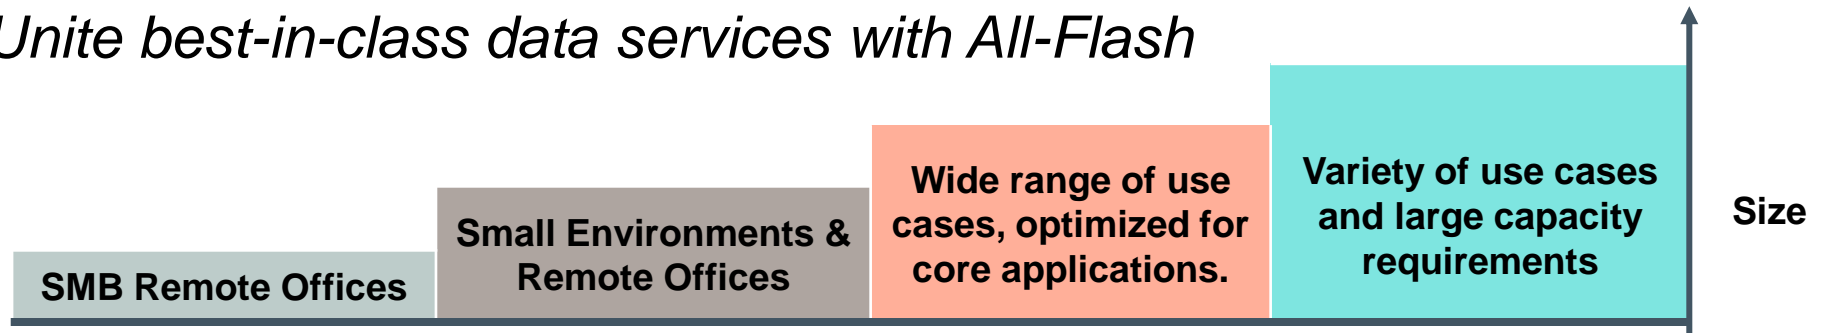 Unite best-in-class data services with All-Flash
SMB Remote Offices
Small Environments &
Remote Offices
Wide range of use
cases, optimized for
core applications.
Variety of use cases
and large capacity
requirements
Size